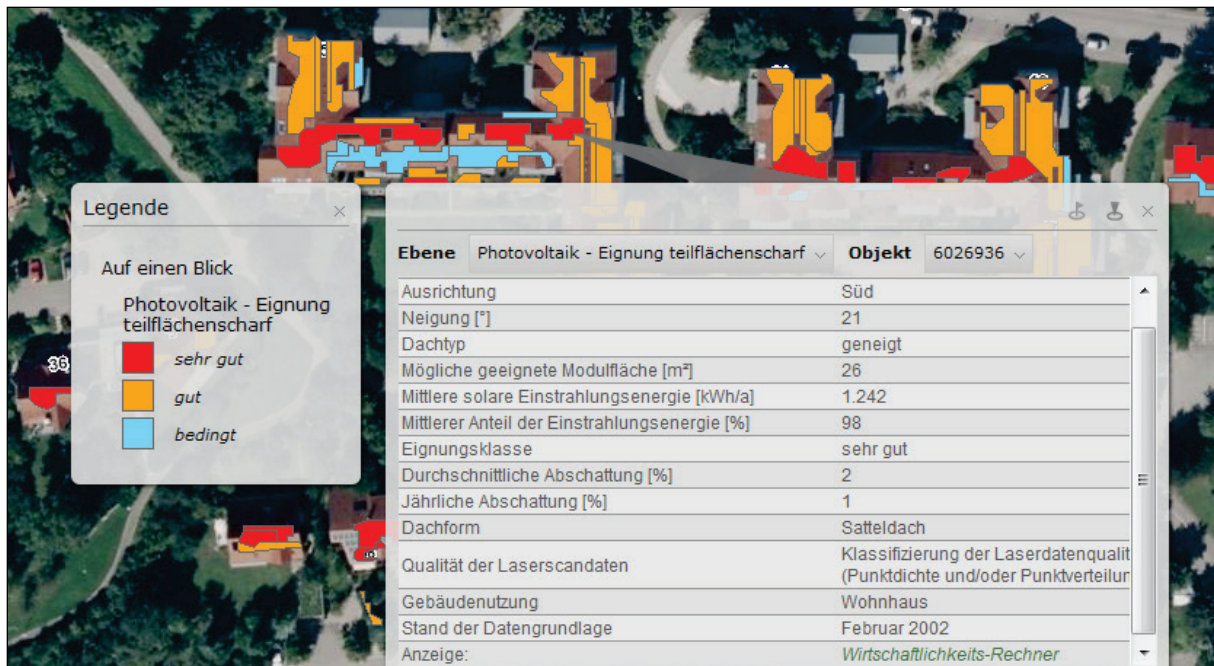 Legende
Auf einen Blick
Photovoltaik - Eignung
teilflächenscharf
sehr gut
gut
bedingt
36
Ebene Photovoltaik - Eignung teilflächenscharf Objekt 6026936
Ausrichtung Süd
Neigung [°] 21
Dachtyp geneigt
Mögliche geeignete Modulfläche [m²] 26
Mittlere solare Einstrahlungsenergie [kWh/a] 1.242
Mittlerer Anteil der Einstrahlungsenergie [%] 98
Eignungsklasse sehr gut
Durchschnittliche Abschattung [%] 2
Jährliche Abschattung [%] 1
Dachform Satteldach
Qualität der Laserscandaten Klassifizierung der Laserdatenqualit
(Punktdichte und/oder Punktverteilur
Gebäudenutzung Wohnhaus
Stand der Datengrundlage Februar 2002
Anzeige: Wirtschaftlichkeits-Rechner